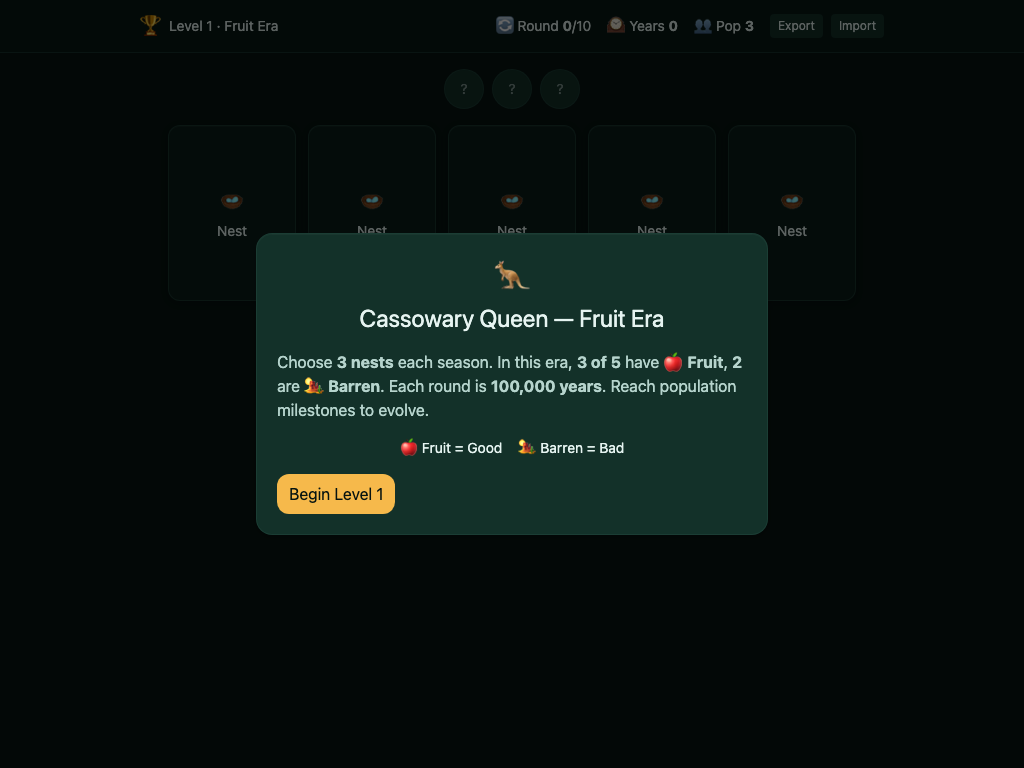 Level 1 · Fruit Era
Round 0/10 Years 0 Pop 3 Export Import
? ? ?
Nest Nest Nest Nest Nest
Cassowary Queen — Fruit Era
Choose 3 nests each season. In this era, 3 of 5 have Fruit, 2
are Barren. Each round is 100,000 years. Reach population
milestones to evolve.
Fruit = Good Barren = Bad
Begin Level 1